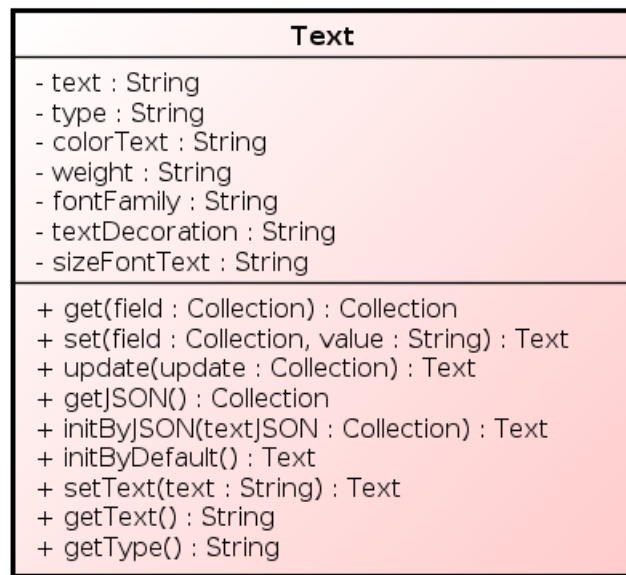 Text
- text : String
- type : String
- colorText : String
- weight : String
- fontFamily : String
- textDecoration : String
- sizeFontText : String
+ get(field : Collection) : Collection
+ set(field : Collection, value : String) : Text
+ update(update : Collection) : Text
+ getJSON() : Collection
+ initByJSON(textJSON : Collection) : Text
+ initByDefault() : Text
+ setText(text : String) : Text
+ getText() : String
+ getType() : String